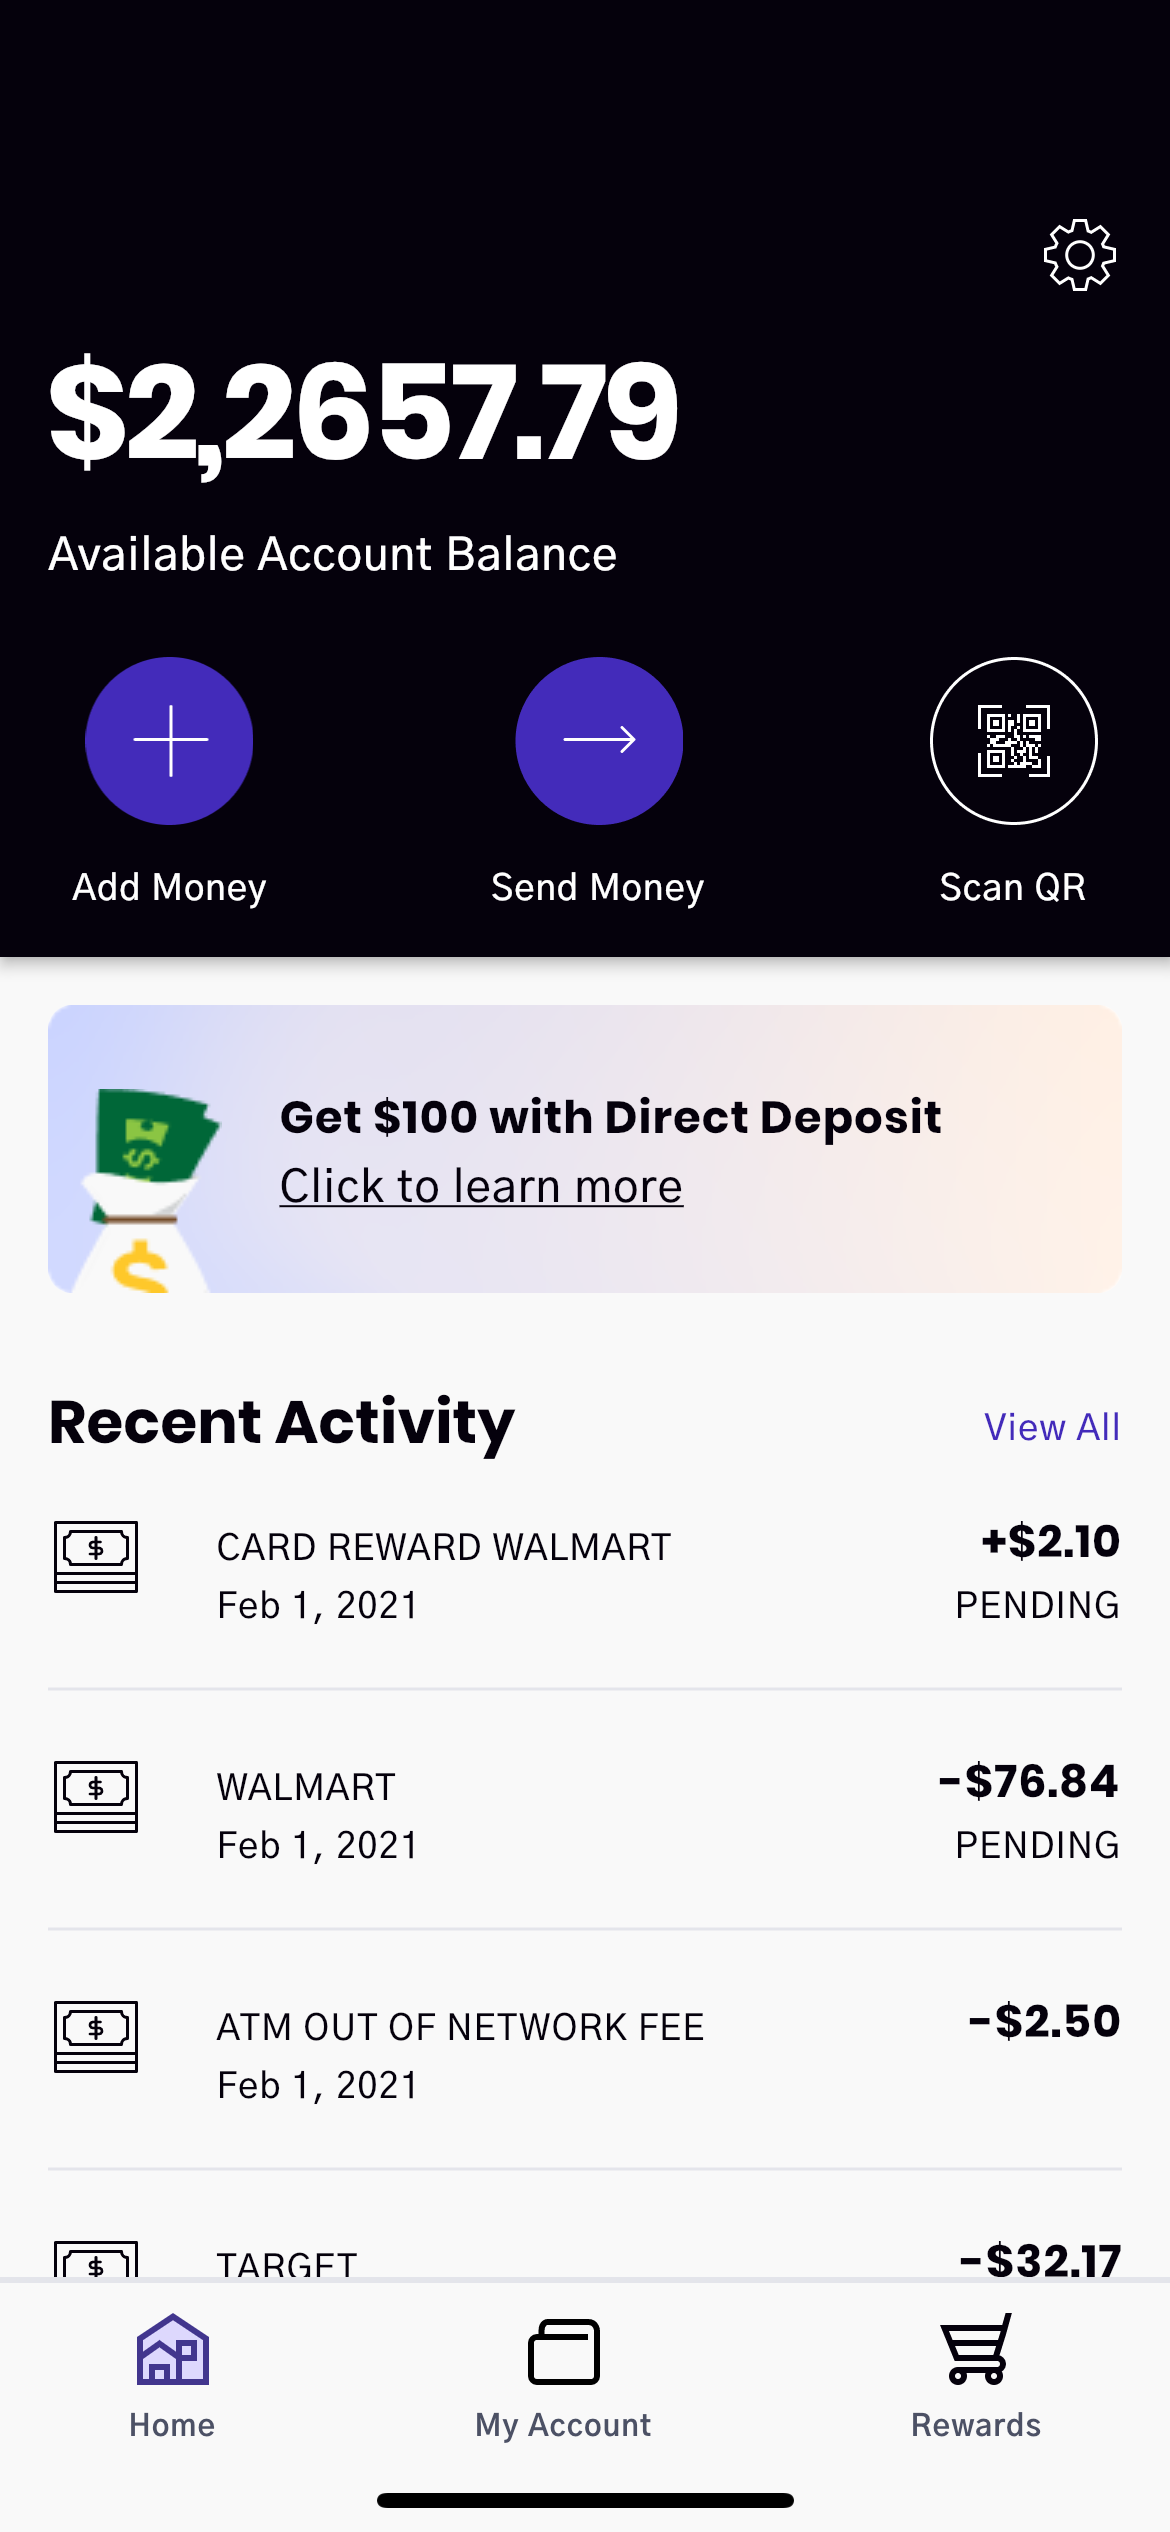 $2,2657.79
Available Account Balance
Add Money
Send Money
Scan QR
$
$
Get $100 with Direct Deposit
Click to learn more
Recent Activity
View All
$
CARD REWARD WALMART
+$2.10
Feb 1, 2021
PENDING
$
WALMART
-$76.84
Feb 1, 2021
PENDING
$
ATM OUT OF NETWORK FEE
-$2.50
Feb 1, 2021
$
TARGET
-$32.17
Home
My Account
Rewards